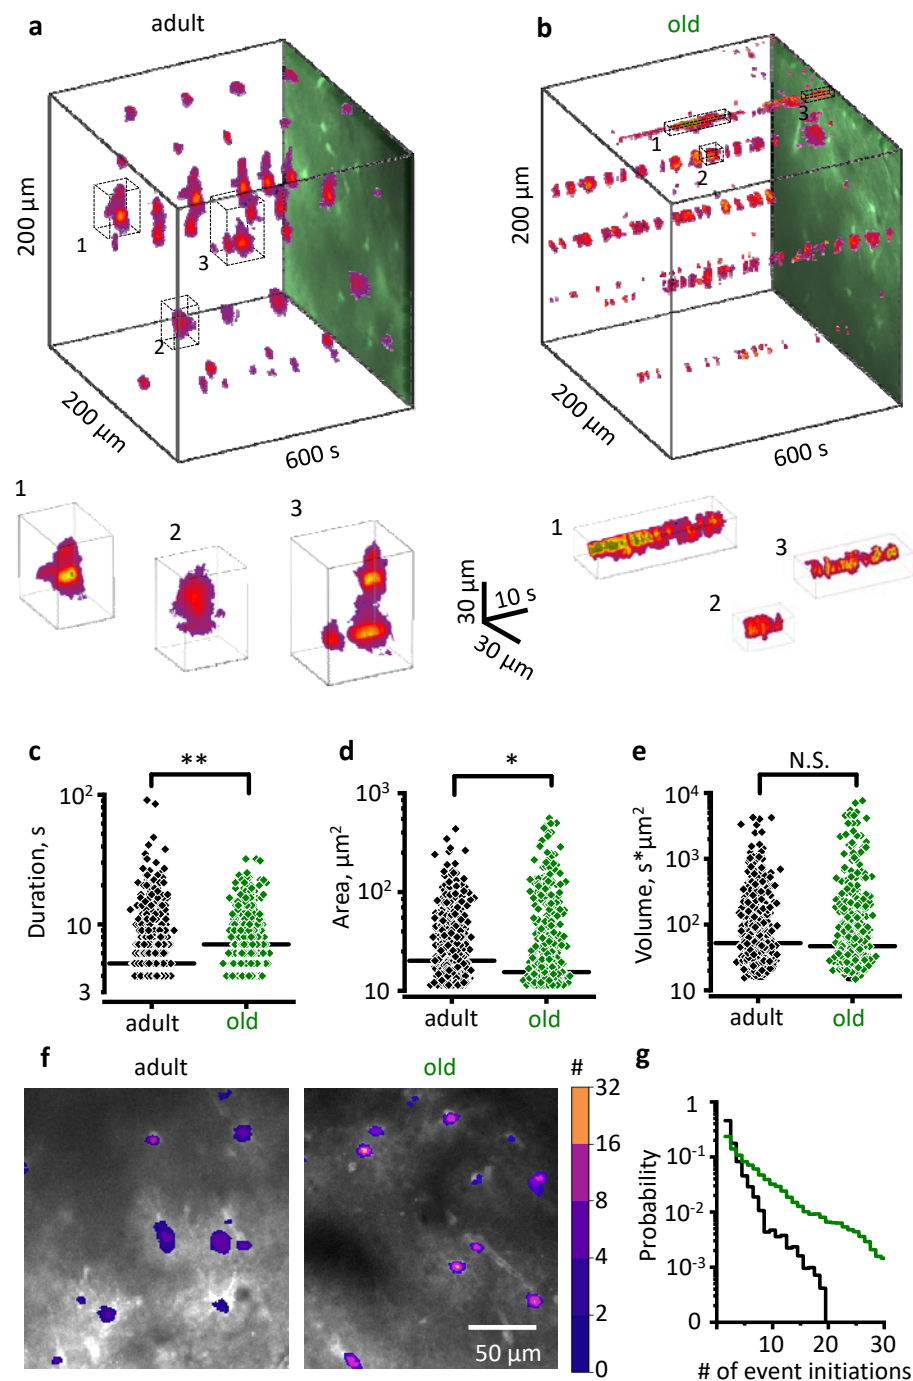 a adult
b old
200 µm
200 µm
600 s
1
2
3
200 µm
200 µm
600 s
1
2
3
1
2
3
30 µm
10 s
30 µm
1
2
3
c
**
Duration, s
10²
10
3
adult
old
d
*
Area, µm²
10³
10²
10
adult
old
e
N.S.
Volume, s*µm²
10⁴
10³
10²
10
adult
old
f adult old
#
32
16
8
4
2
0
50 µm
g
Probability
1
10⁻¹
10⁻²
10⁻³
0
10 20 30
# of event initiations